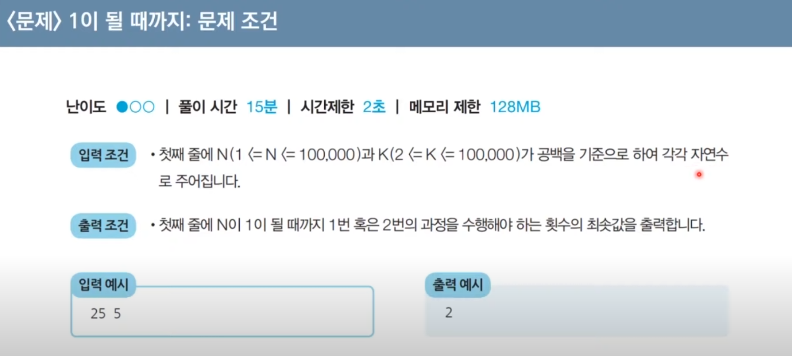 〈문제〉 1이 될 때까지: 문제 조건
난이도 ●○○ | 풀이 시간 15분 | 시간제한 2초 | 메모리 제한 128MB
입력 조건 • 첫째 줄에 N(1 <= N <= 100,000)과 K(2 <= K <= 100,000)가 공백을 기준으로 하여 각각 자연수
로 주어집니다.
출력 조건 • 첫째 줄에 N이 1이 될 때까지 1번 혹은 2번의 과정을 수행해야 하는 횟수의 최솟값을 출력합니다.
입력 예시
25 5
출력 예시
2